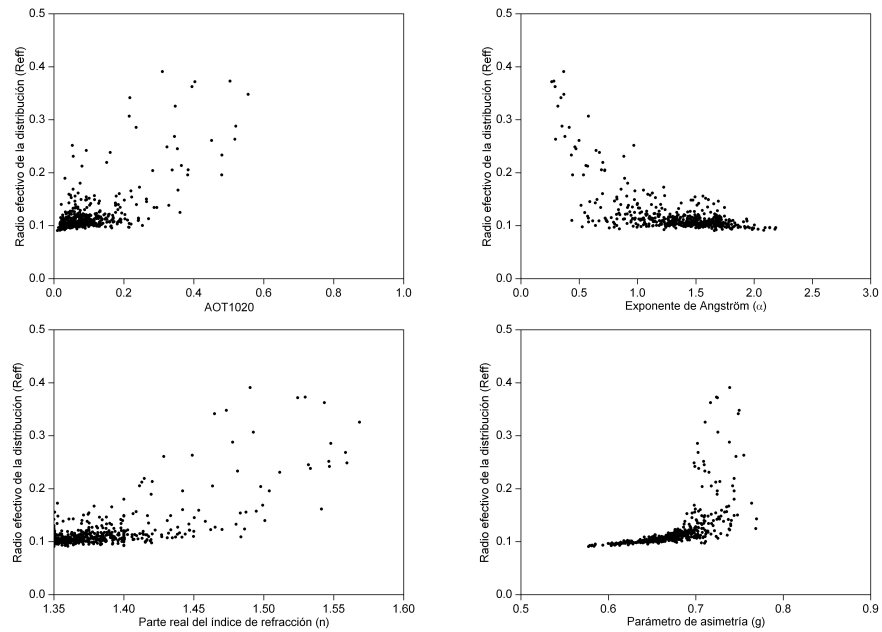 0.5
0.4
0.3
0.2
0.1
0.0
Radio efectivo de la distribución (Reff)
0.0 0.2 0.4 0.6 0.8 1.0
AOT1020
0.5
0.4
0.3
0.2
0.1
0.0
Radio efectivo de la distribución (Reff)
0.0 0.5 1.0 1.5 2.0 2.5 3.0
Exponente de Angström (α)
0.5
0.4
0.3
0.2
0.1
0.0
Radio efectivo de la distribución (Reff)
1.35 1.40 1.45 1.50 1.55 1.60
Parte real del índice de refracción (n)
0.5
0.4
0.3
0.2
0.1
0.0
Radio efectivo de la distribución (Reff)
0.5 0.6 0.7 0.8 0.9
Parámetro de asimetría (g)